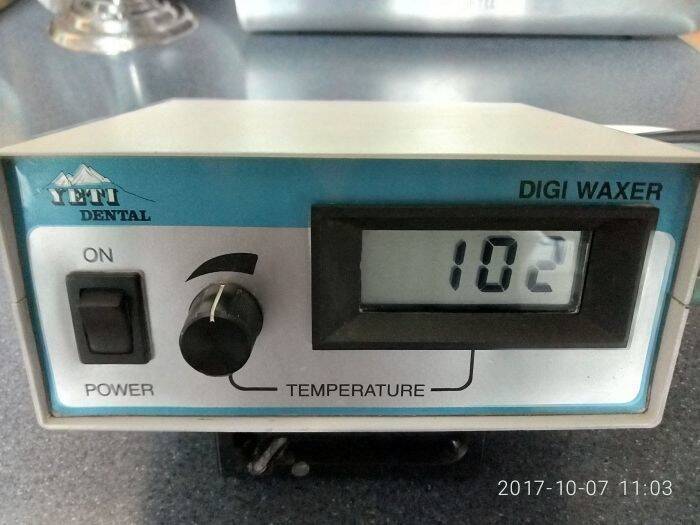 YETI
DENTAL
DIGI WAXER
ON
102
POWER
TEMPERATURE
2017-10-07 11:03